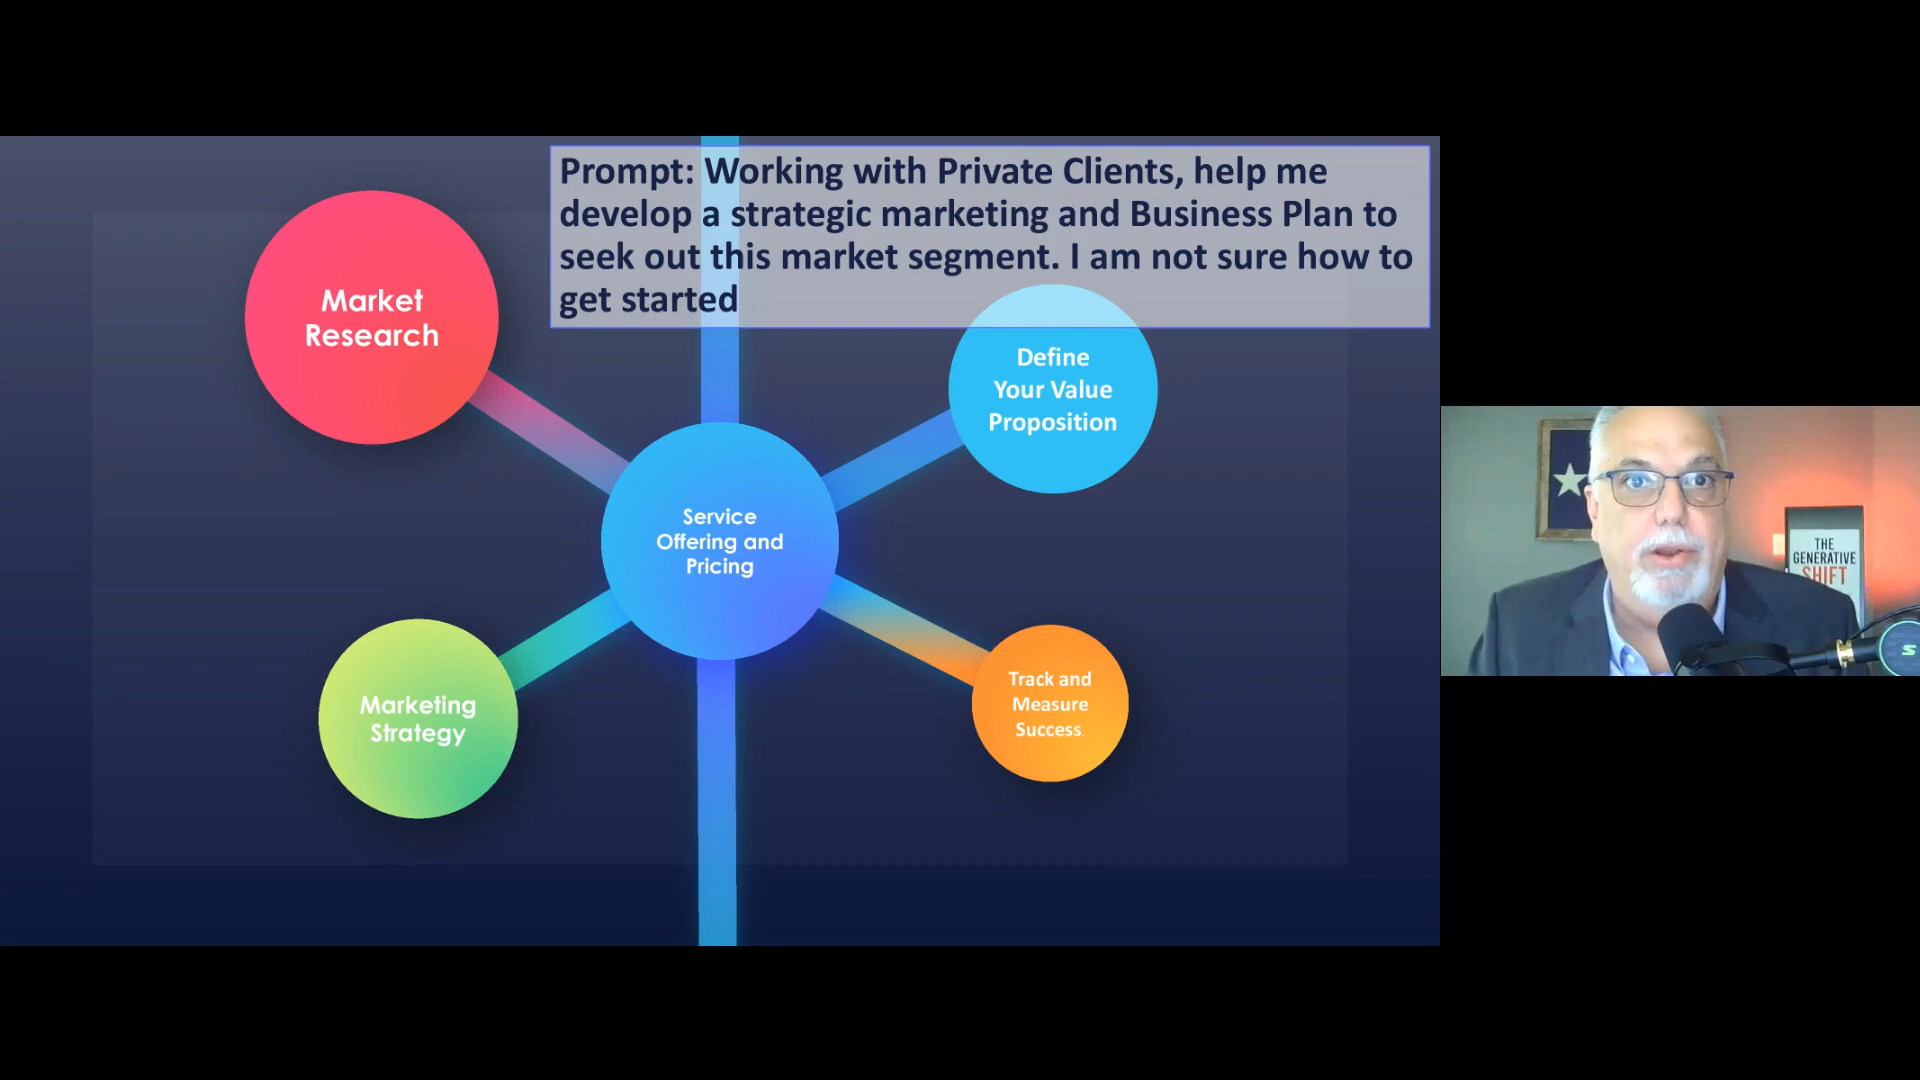 Prompt: Working with Private Clients, help me
develop a strategic marketing and Business Plan to
seek out this market segment. I am not sure how to
get started
Market
Research
Define
Your Value
Proposition
Service
Offering and
Pricing
Marketing
Strategy
Track and
Measure
Success.
THE
GENERATIVE
SHIFT
S